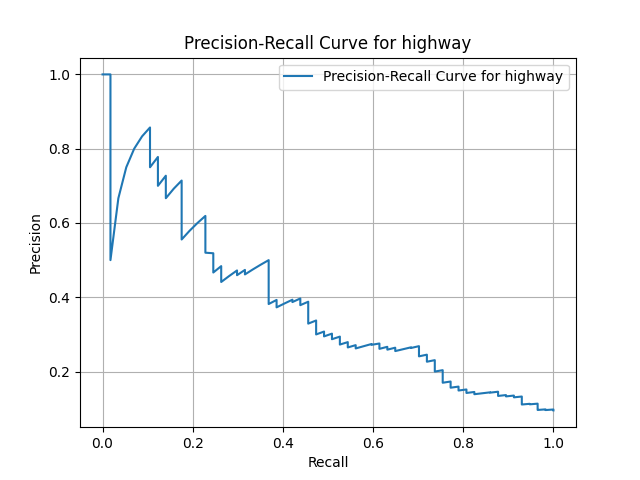 Precision-Recall Curve for highway
Precision-Recall Curve for highway
1.0
0.8
0.6
0.4
0.2
Precision
0.0 0.2 0.4 0.6 0.8 1.0
Recall